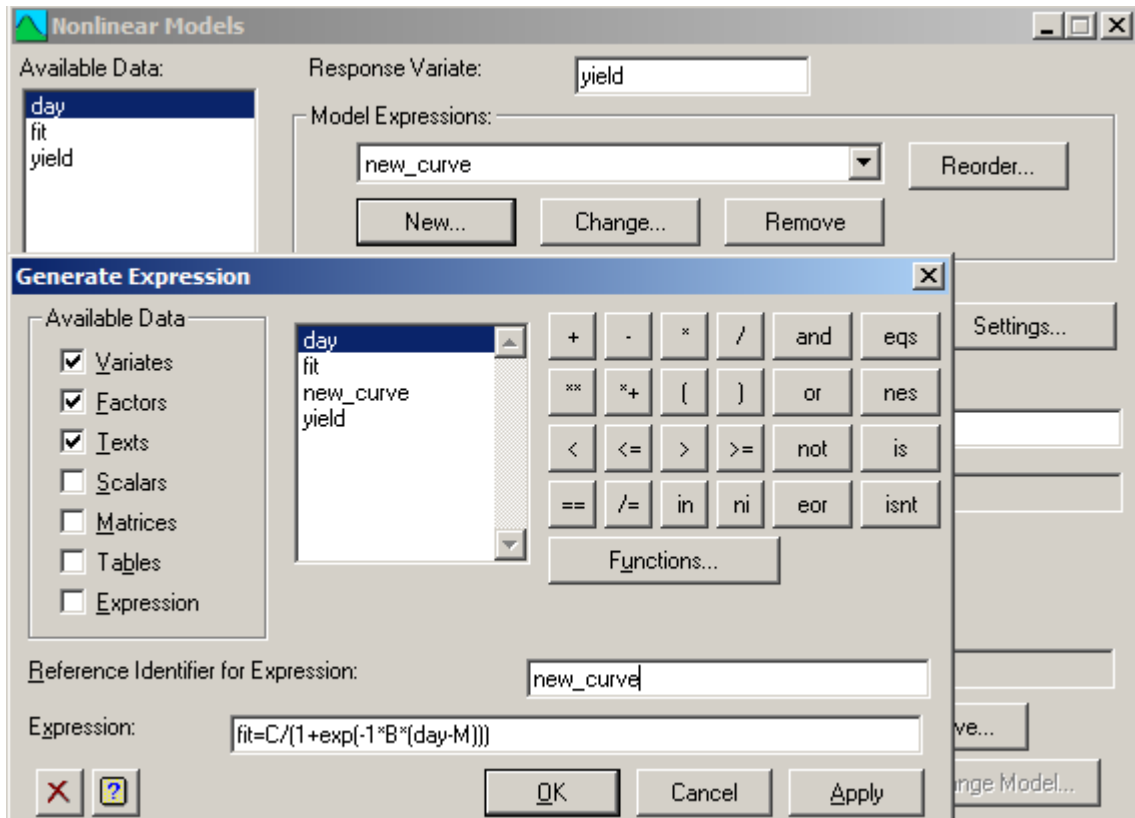 Nonlinear Models
Available Data:
Response Variate:
yield
day
fit
yield
Model Expressions:
new_curve
Reorder...
New...
Change...
Remove
Generate Expression
Available Data
Variates
Factors
Texts
Scalars
Matrices
Tables
Expression
day
fit
new_curve
yield
+ - * / and eqs
** *+ ( ) or nes
< <= > >= not is
== /= in ni eor isnt
Functions...
Settings...
Reference Identifier for Expression:
new_curve
Expression:
fit=C/(1+exp(-1*B*(day-M)))
ve...
OK
Cancel
Apply
nge Model...